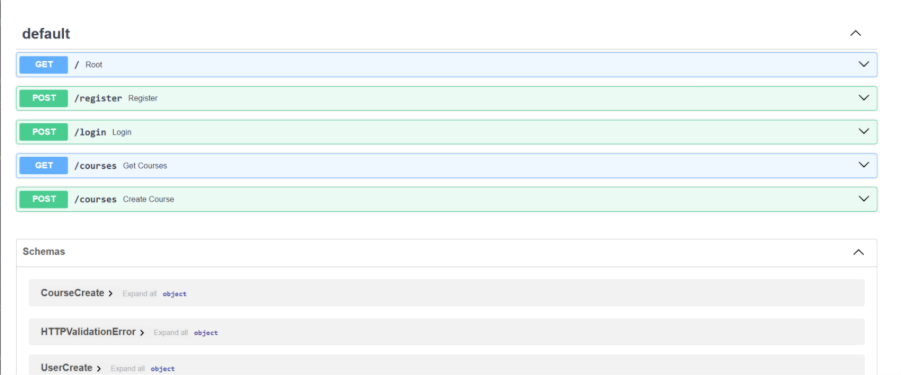 default
GET / Root
POST /register Register
POST /login Login
GET /courses Get Courses
POST /courses Create Course
Schemas
CourseCreate > Expand all object
HTTPValidationError > Expand all object
UserCreate > Expand all object